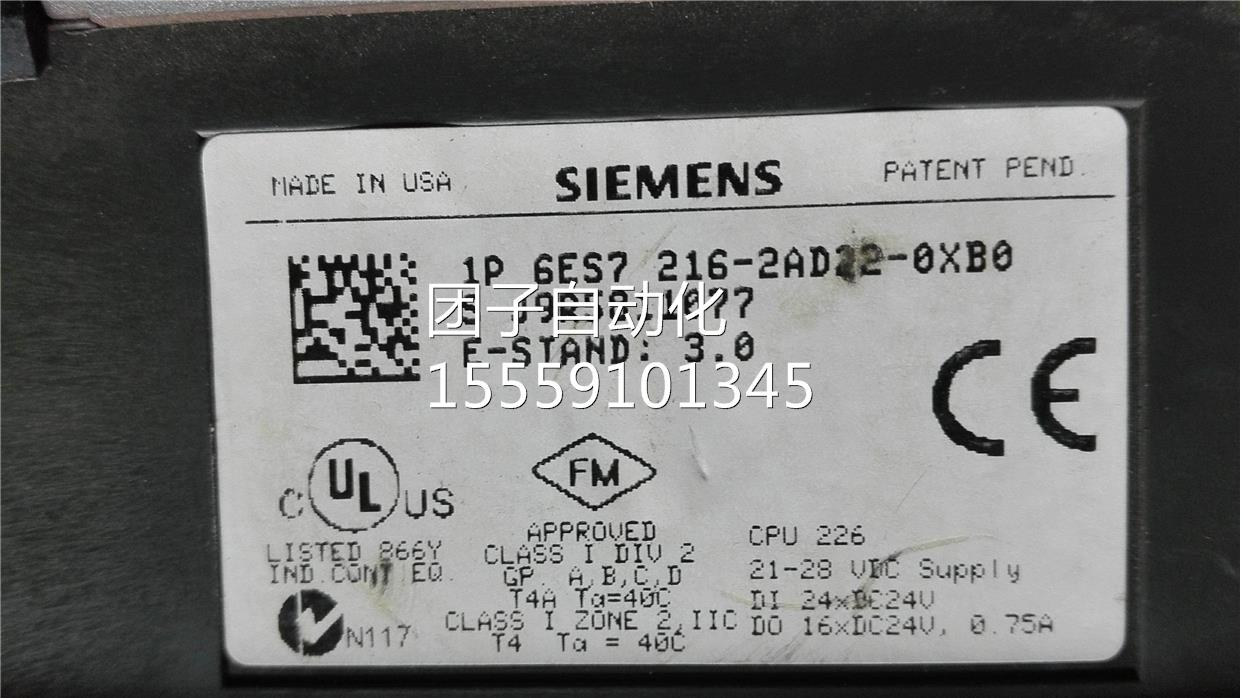 MADE IN USA
SIEMENS
PATENT PEND.
1P 6ES7 216-2AD22-0XB0
团子自动化
E-STAND: 3.0
15559101345
CE
C UL US
LISTED 866Y
IND.CONT.EQ.
N117
FM
APPROVED
CLASS I DIV 2
GP. A,B,C,D
T4A Ta=40C
CLASS I ZONE 2,IIC
T4 Ta = 40C
CPU 226
21-28 VDC Supply
DI 24xDC24V
DO 16xDC24V, 0.75A